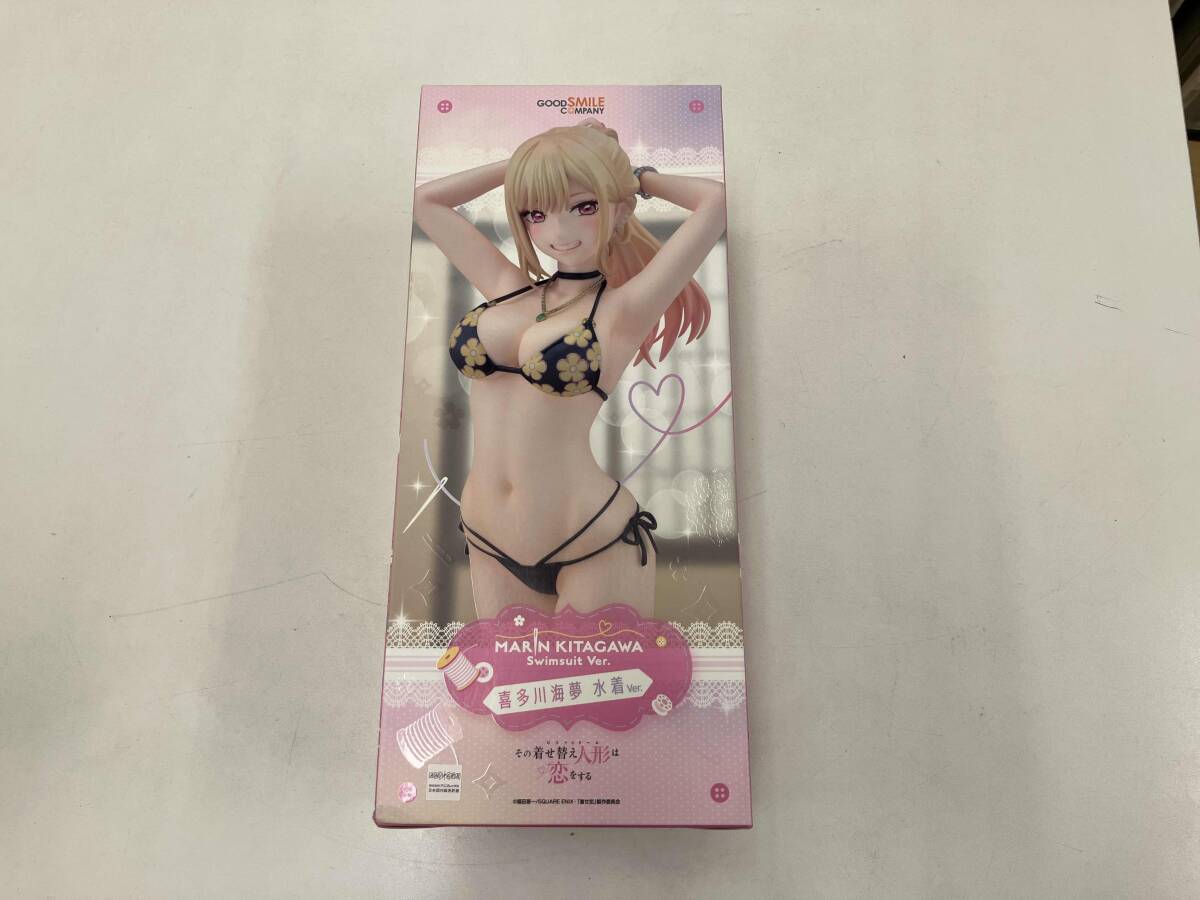 GOOD SMILE
COMPANY
MARIN KITAGAWA
Swimsuit Ver.
喜多川海夢 水着 Ver.
その着せ替え人形は
恋をする
©福田晋一/SQUARE ENIX・「着せ恋」製作委員会